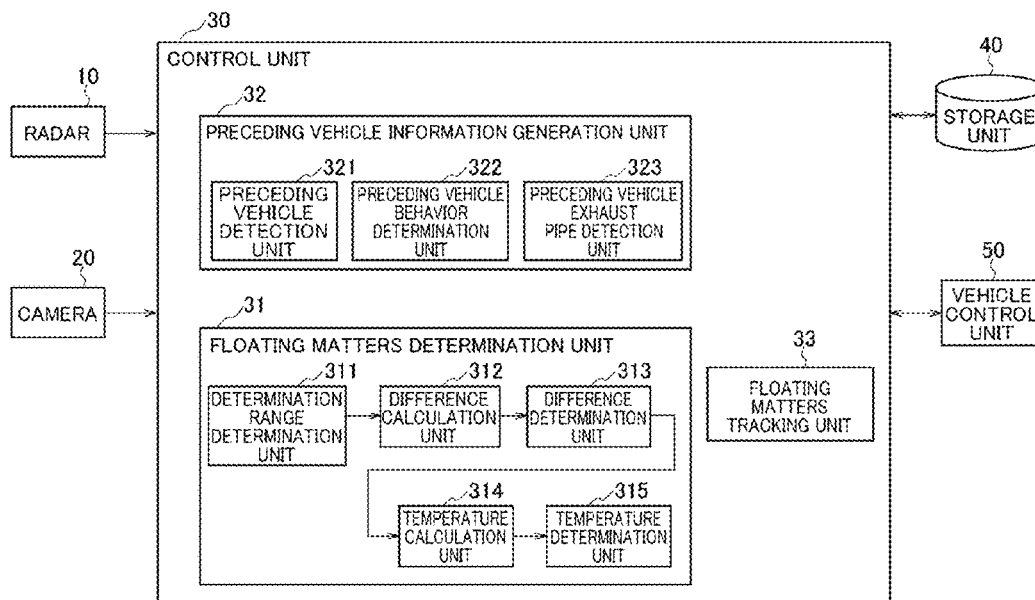 30
CONTROL UNIT
10
RADAR
20
CAMERA
32
PRECEDING VEHICLE INFORMATION GENERATION UNIT
321
PRECEDING
VEHICLE
DETECTION
UNIT
322
PRECEDING VEHICLE
BEHAVIOR
DETERMINATION
UNIT
323
PRECEDING VEHICLE
EXHAUST
PIPE DETECTION
UNIT
31
FLOATING MATTERS DETERMINATION UNIT
311
DETERMINATION
RANGE
DETERMINATION
UNIT
312
DIFFERENCE
CALCULATION
UNIT
313
DIFFERENCE
DETERMINATION
UNIT
314
TEMPERATURE
CALCULATION
UNIT
315
TEMPERATURE
DETERMINATION
UNIT
33
FLOATING
MATTERS
TRACKING UNIT
40
STORAGE
UNIT
50
VEHICLE
CONTROL
UNIT